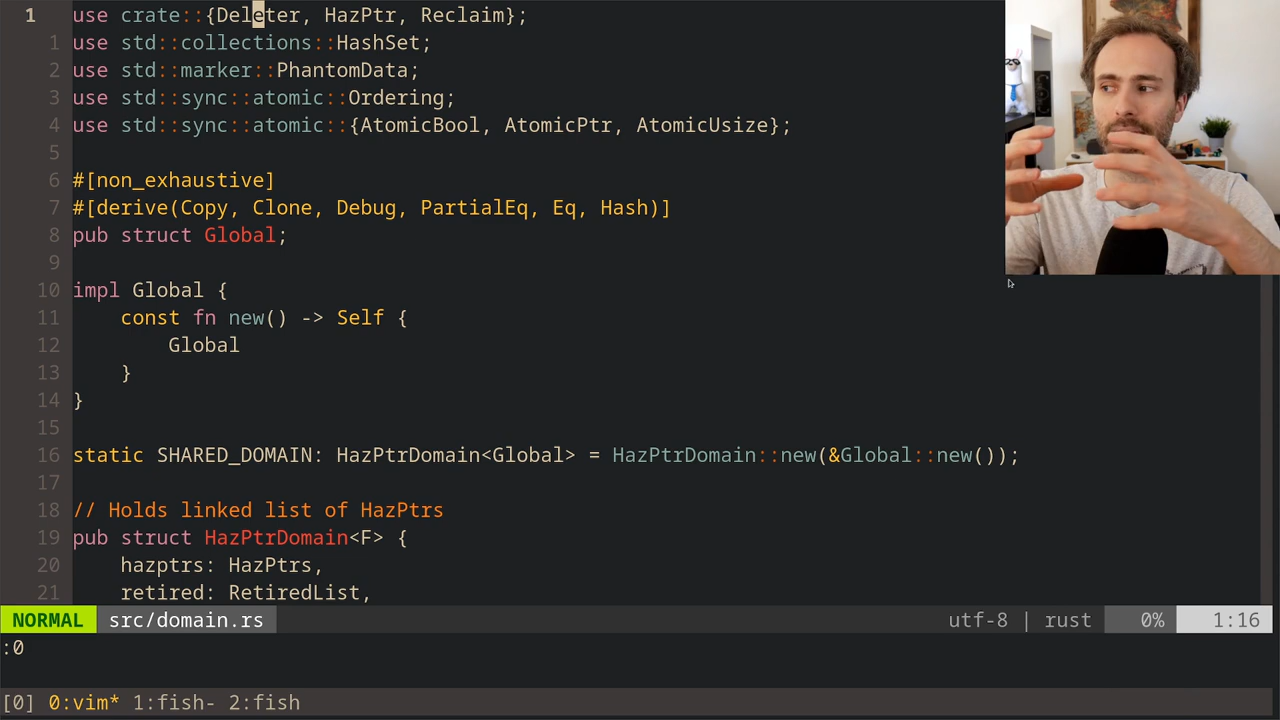 1 use crate::{Deleter, HazPtr, Reclaim};
1 use std::collections::HashSet;
2 use std::marker::PhantomData;
3 use std::sync::atomic::Ordering;
4 use std::sync::atomic::{AtomicBool, AtomicPtr, AtomicUsize};
5
6 #[non_exhaustive]
7 #[derive(Copy, Clone, Debug, PartialEq, Eq, Hash)]
8 pub struct Global;
9
10 impl Global {
11     const fn new() -> Self {
12         Global
13     }
14 }
15
16 static SHARED_DOMAIN: HazPtrDomain<Global> = HazPtrDomain::new(&Global::new());
17
18 // Holds linked list of HazPtrs
19 pub struct HazPtrDomain<F> {
20     hazptrs: HazPtrs,
21     retired: RetiredList,
NORMAL src/domain.rs utf-8 | rust 0% 1:16
:0
[0] 0:vim* 1:fish- 2:fish